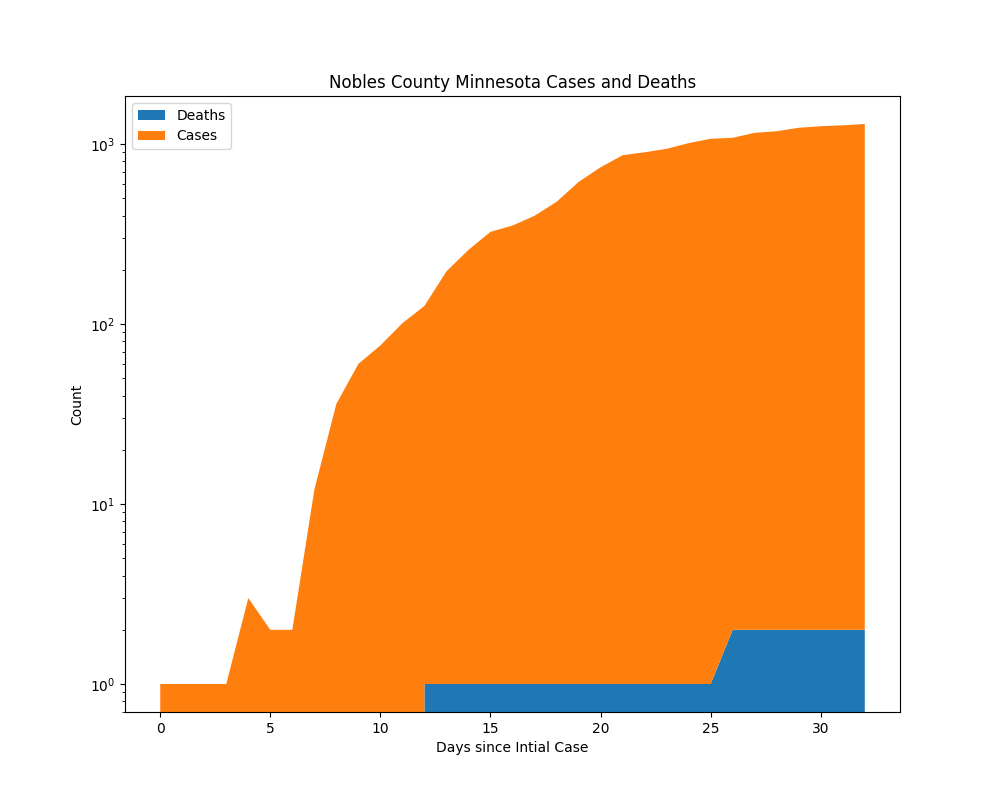 Nobles County Minnesota Cases and Deaths
Deaths
Cases
10³
10²
10¹
10⁰
Count
0 5 10 15 20 25 30
Days since Intial Case